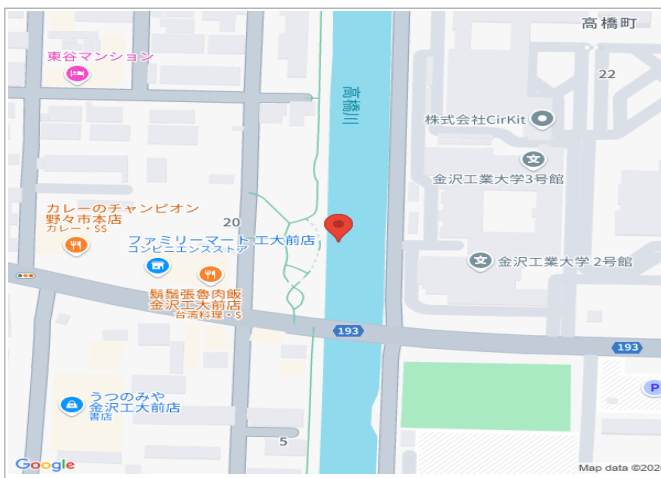 高橋町
東谷マンション
22
高橋川
株式会社CirKit
金沢工業大学3号館
カレーのチャンピオン
野々市本店
カレー・$$
20
ファミリーマート 工大前店
コンビニエンスストア
金沢工業大学 2号館
鬍鬚張魯肉飯
金沢工大前店
台湾料理・$
193
193
P
うつのみや
金沢工大前店
書店
5
Google
Map data ©2024